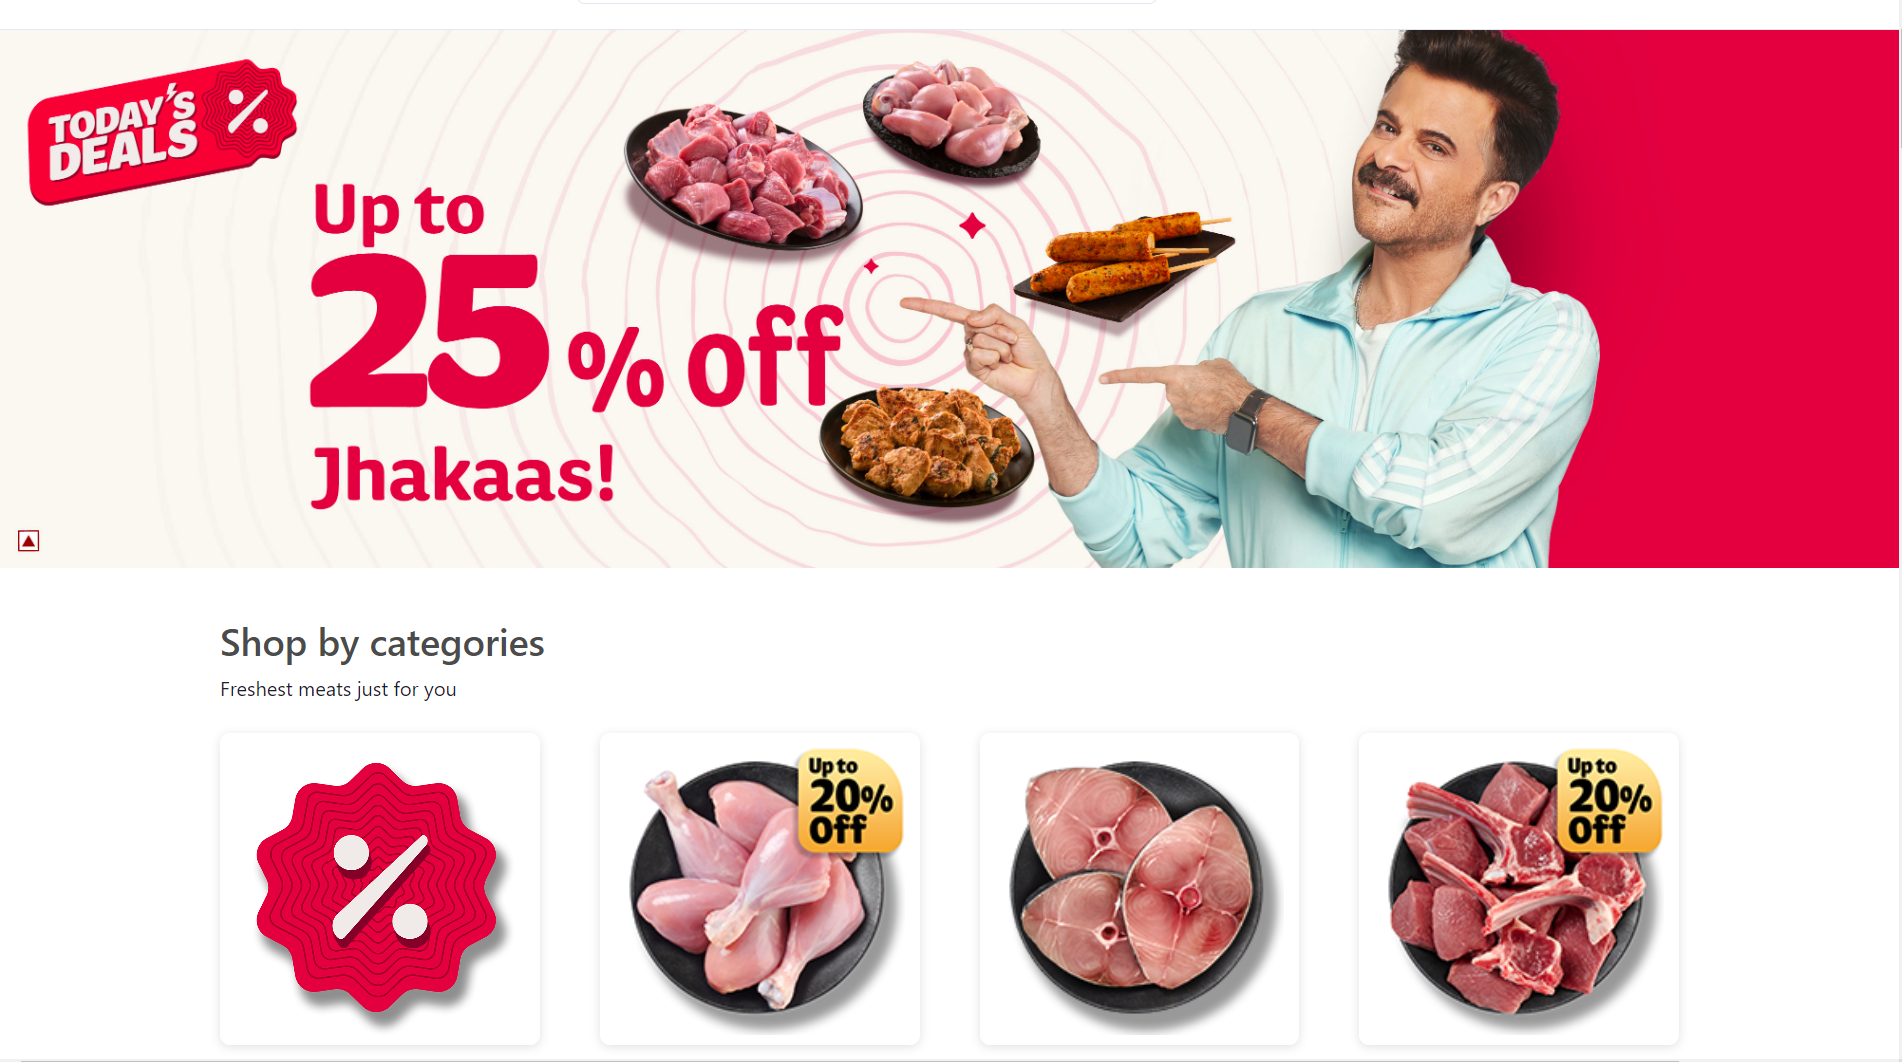 TODAY'S
DEALS
Up to
25% off
Jhakaas!
Shop by categories
Freshest meats just for you
Up to
20%
Off
Up to
20%
Off